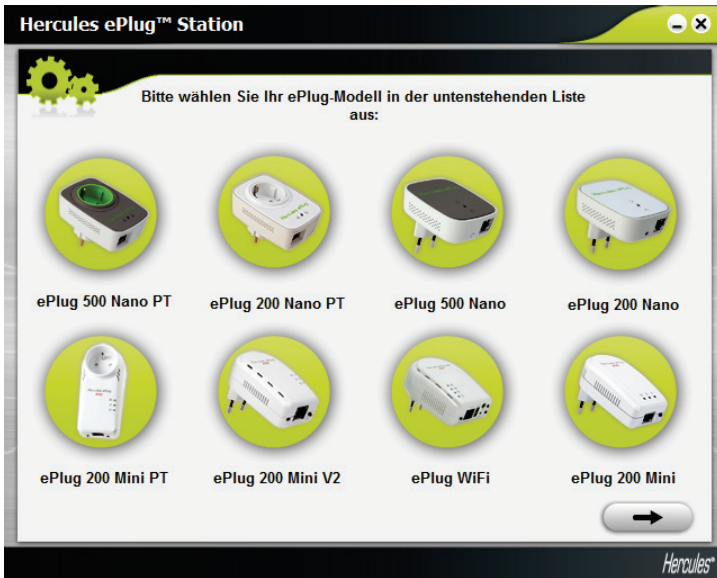 Hercules ePlug™ Station
Bitte wählen Sie Ihr ePlug-Modell in der untenstehenden Liste
aus:
ePlug 500 Nano PT
ePlug 200 Nano PT
ePlug 500 Nano
ePlug 200 Nano
ePlug 200 Mini PT
ePlug 200 Mini V2
ePlug WiFi
ePlug 200 Mini
Hercules®